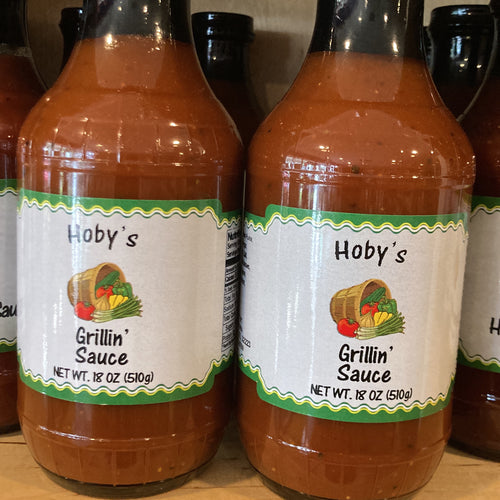 Hoby's
Grillin'
Sauce
NET WT. 18 OZ (510g)
Hoby's
Grillin'
Sauce
NET WT. 18 OZ (510g)